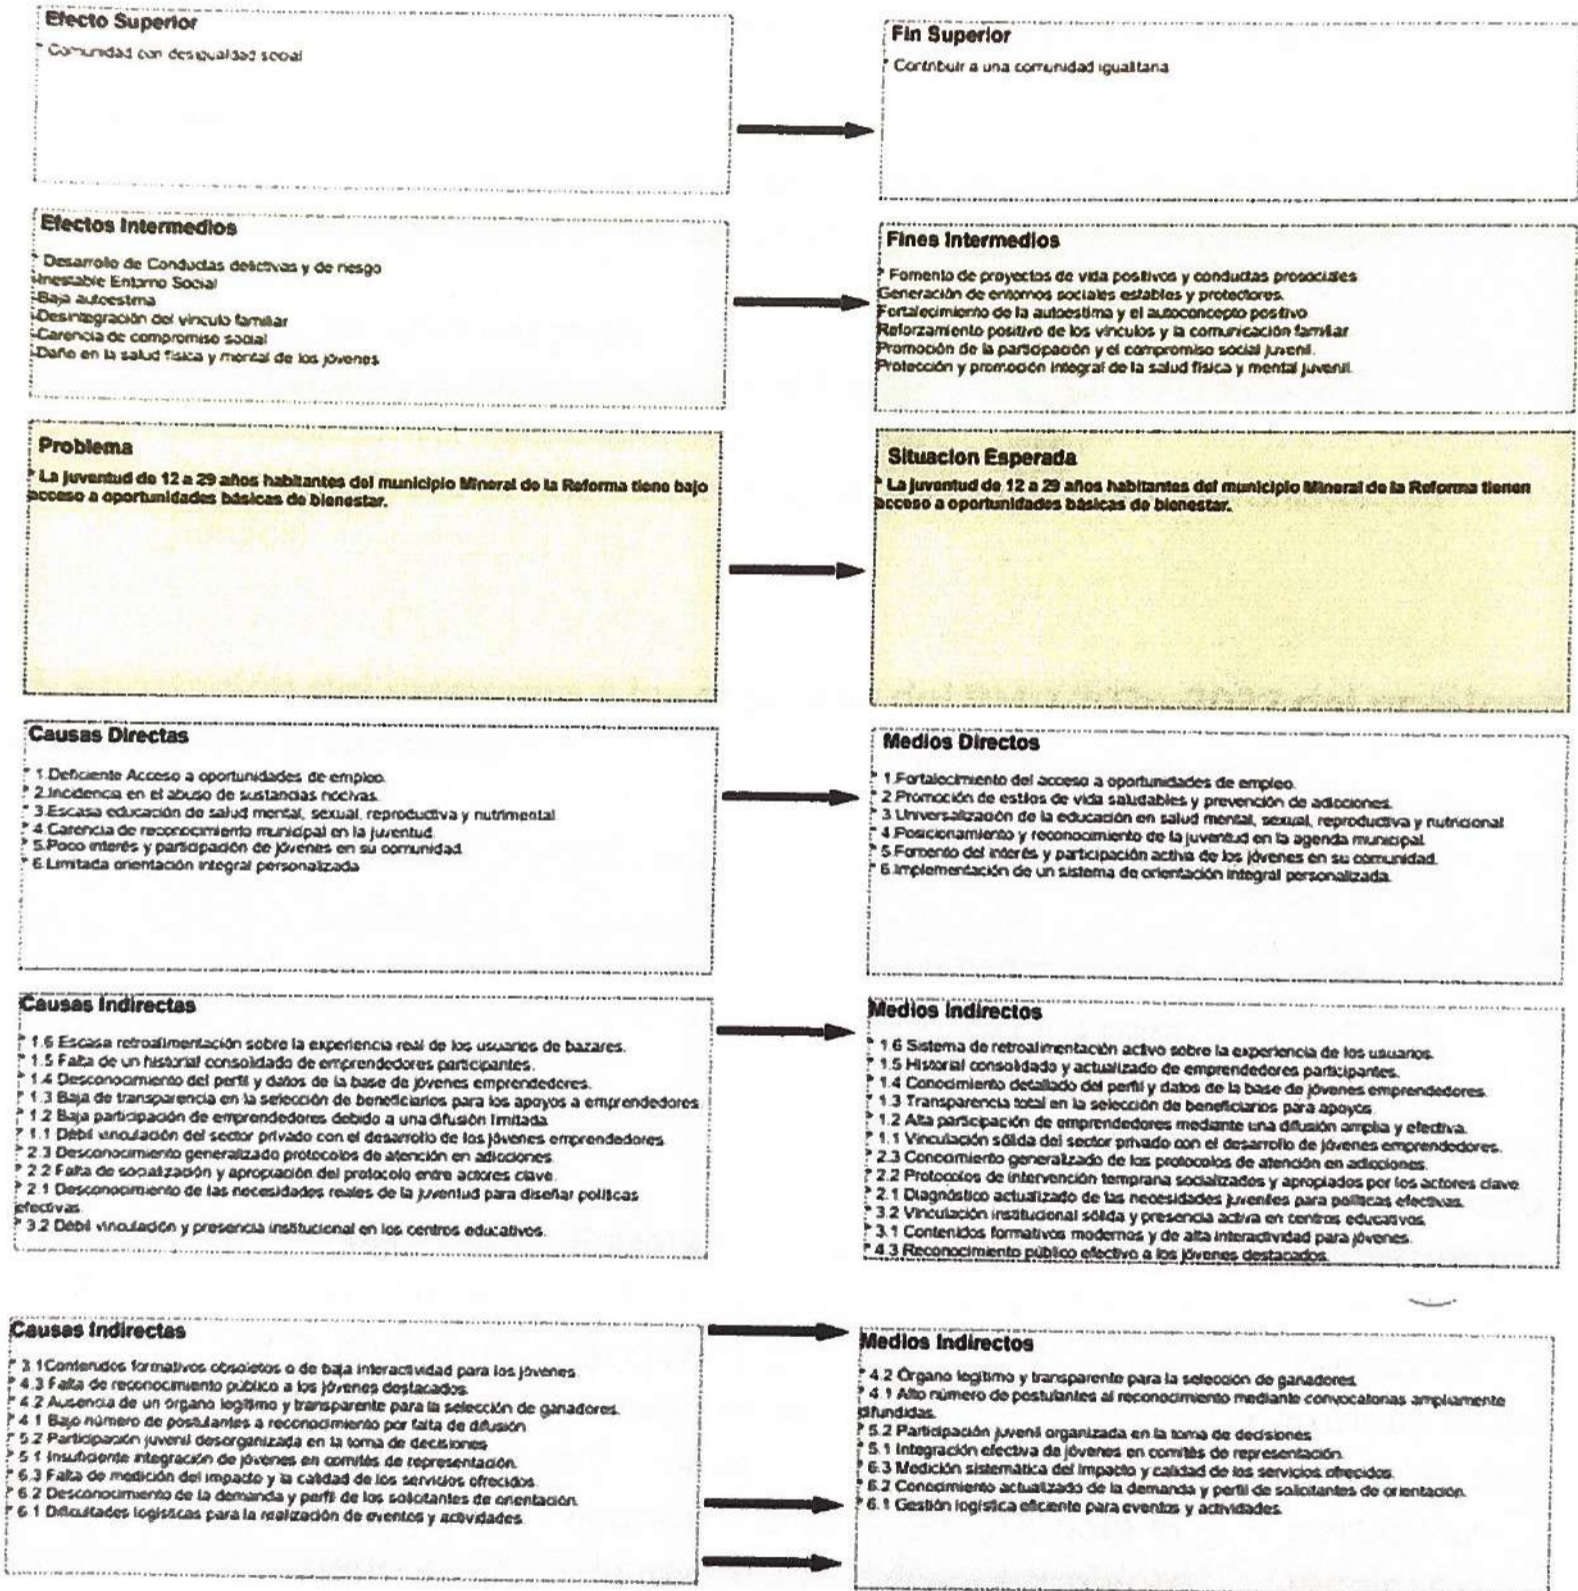 Efecto Superior
* Comunidad con desigualdad social
Fin Superior
* Contribuir a una comunidad igualitaria
Efectos Intermedios
* Desarrollo de Conductas delictivas y de riesgo
-Inestable Entorno Social
-Baja autoestima
-Desintegración del vinculo familiar
-Carencia de compromiso social
-Daño en la salud física y mental de los jóvenes
Fines Intermedios
* Fomento de proyectos de vida positivos y conductas prosociales
Generación de entornos sociales estables y protectores.
Fortalecimiento de la autoestima y el autoconcepto positivo
Reforzamiento positivo de los vínculos y la comunicación familiar
Promoción de la participación y el compromiso social juvenil.
Protección y promoción integral de la salud física y mental juvenil.
Problema
* La juventud de 12 a 29 años habitantes del municipio Mineral de la Reforma tiene bajo
acceso a oportunidades básicas de bienestar.
Situacion Esperada
* La juventud de 12 a 29 años habitantes del municipio Mineral de la Reforma tienen
acceso a oportunidades básicas de bienestar.
Causas Directas
* 1.Deficiente Acceso a oportunidades de empleo.
* 2.Incidencia en el abuso de sustancias nocivas.
* 3.Escasa educación de salud mental, sexual, reproductiva y nutrimental
* 4.Carencia de reconocimiento municipal en la juventud.
* 5.Poco interés y participación de jóvenes en su comunidad.
* 6.Limitada orientación integral personalizada
Medios Directos
* 1.Fortalecimiento del acceso a oportunidades de empleo.
* 2.Promoción de estilos de vida saludables y prevención de adicciones.
* 3.Universalización de la educación en salud mental, sexual, reproductiva y nutricional
* 4.Posicionamiento y reconocimiento de la juventud en la agenda municipal.
* 5.Fomento del interés y participación activa de los jóvenes en su comunidad.
* 6.Implementación de un sistema de orientación integral personalizada.
Causas Indirectas
* 1.6 Escasa retroalimentación sobre la experiencia real de los usuarios de bazares.
* 1.5 Falta de un historial consolidado de emprendedores participantes.
* 1.4 Desconocimiento del perfil y datos de la base de jóvenes emprendedores.
* 1.3 Baja de transparencia en la selección de beneficiarios para los apoyos a emprendedores.
* 1.2 Baja participación de emprendedores debido a una difusión limitada
* 1.1 Débil vinculación del sector privado con el desarrollo de los jóvenes emprendedores.
* 2.3 Desconocimiento generalizado protocolos de atención en adicciones.
* 2.2 Falta de socialización y apropiación del protocolo entre actores clave.
* 2.1 Desconocimiento de las necesidades reales de la juventud para diseñar políticas
efectivas.
* 3.2 Débil vinculación y presencia institucional en los centros educativos.
Medios Indirectos
* 1.6 Sistema de retroalimentación activo sobre la experiencia de los usuarios.
* 1.5 Historial consolidado y actualizado de emprendedores participantes.
* 1.4 Conocimiento detallado del perfil y datos de la base de jóvenes emprendedores.
* 1.3 Transparencia total en la selección de beneficiarios para apoyos.
* 1.2 Alta participación de emprendedores mediante una difusión amplia y efectiva.
* 1.1 Vinculación sólida del sector privado con el desarrollo de jóvenes emprendedores.
* 2.3 Conocimiento generalizado de los protocolos de atención en adicciones.
* 2.2 Protocolos de intervención temprana socializados y apropiados por los actores clave.
* 2.1 Diagnóstico actualizado de las necesidades juveniles para políticas efectivas.
* 3.2 Vinculación institucional sólida y presencia activa en centros educativos.
* 3.1 Contenidos formativos modernos y de alta interactividad para jóvenes.
* 4.3 Reconocimiento público efectivo a los jóvenes destacados.
Causas Indirectas
* 3.1Contenidos formativos obsoletos o de baja interactividad para los jóvenes.
* 4.3 Falta de reconocimiento público a los jóvenes destacados.
* 4.2 Ausencia de un órgano legítimo y transparente para la selección de ganadores.
* 4.1 Bajo número de postulantes a reconocimiento por falta de difusión
* 5.2 Participación juvenil desorganizada en la toma de decisiones
* 5.1 Insuficiente integración de jóvenes en comités de representación.
* 6.3 Falta de medición del impacto y la calidad de los servicios ofrecidos.
* 6.2 Desconocimiento de la demanda y perfil de los solicitantes de orientación.
* 6.1 Dificultades logísticas para la realización de eventos y actividades.
Medios Indirectos
* 4.2 Órgano legítimo y transparente para la selección de ganadores
* 4.1 Alto número de postulantes al reconocimiento mediante convocatorias ampliamente
difundidas.
* 5.2 Participación juvenil organizada en la toma de decisiones
* 5.1 Integración efectiva de jóvenes en comités de representación.
* 6.3 Medición sistemática del impacto y calidad de los servicios ofrecidos.
* 6.2 Conocimiento actualizado de la demanda y perfil de solicitantes de orientación.
* 6.1 Gestión logística eficiente para eventos y actividades.